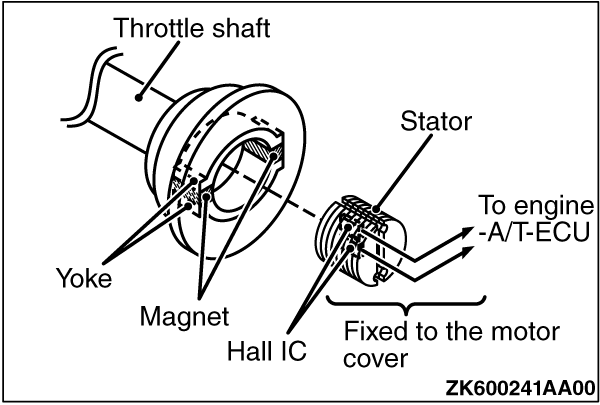 Throttle shaft
Stator
To engine
-A/T-ECU
Yoke
Magnet
Hall IC
Fixed to the motor
cover
ZK600241AA00